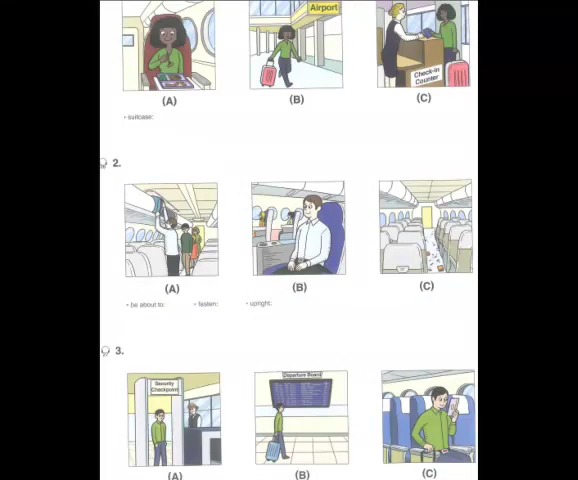 Airport
Check-in
Counter
(A) (B) (C)
• suitcase:
2.
(A) (B) (C)
• be about to: • fasten: • upright:
3.
Security
Checkpoint
Departure Board
(A) (B) (C)